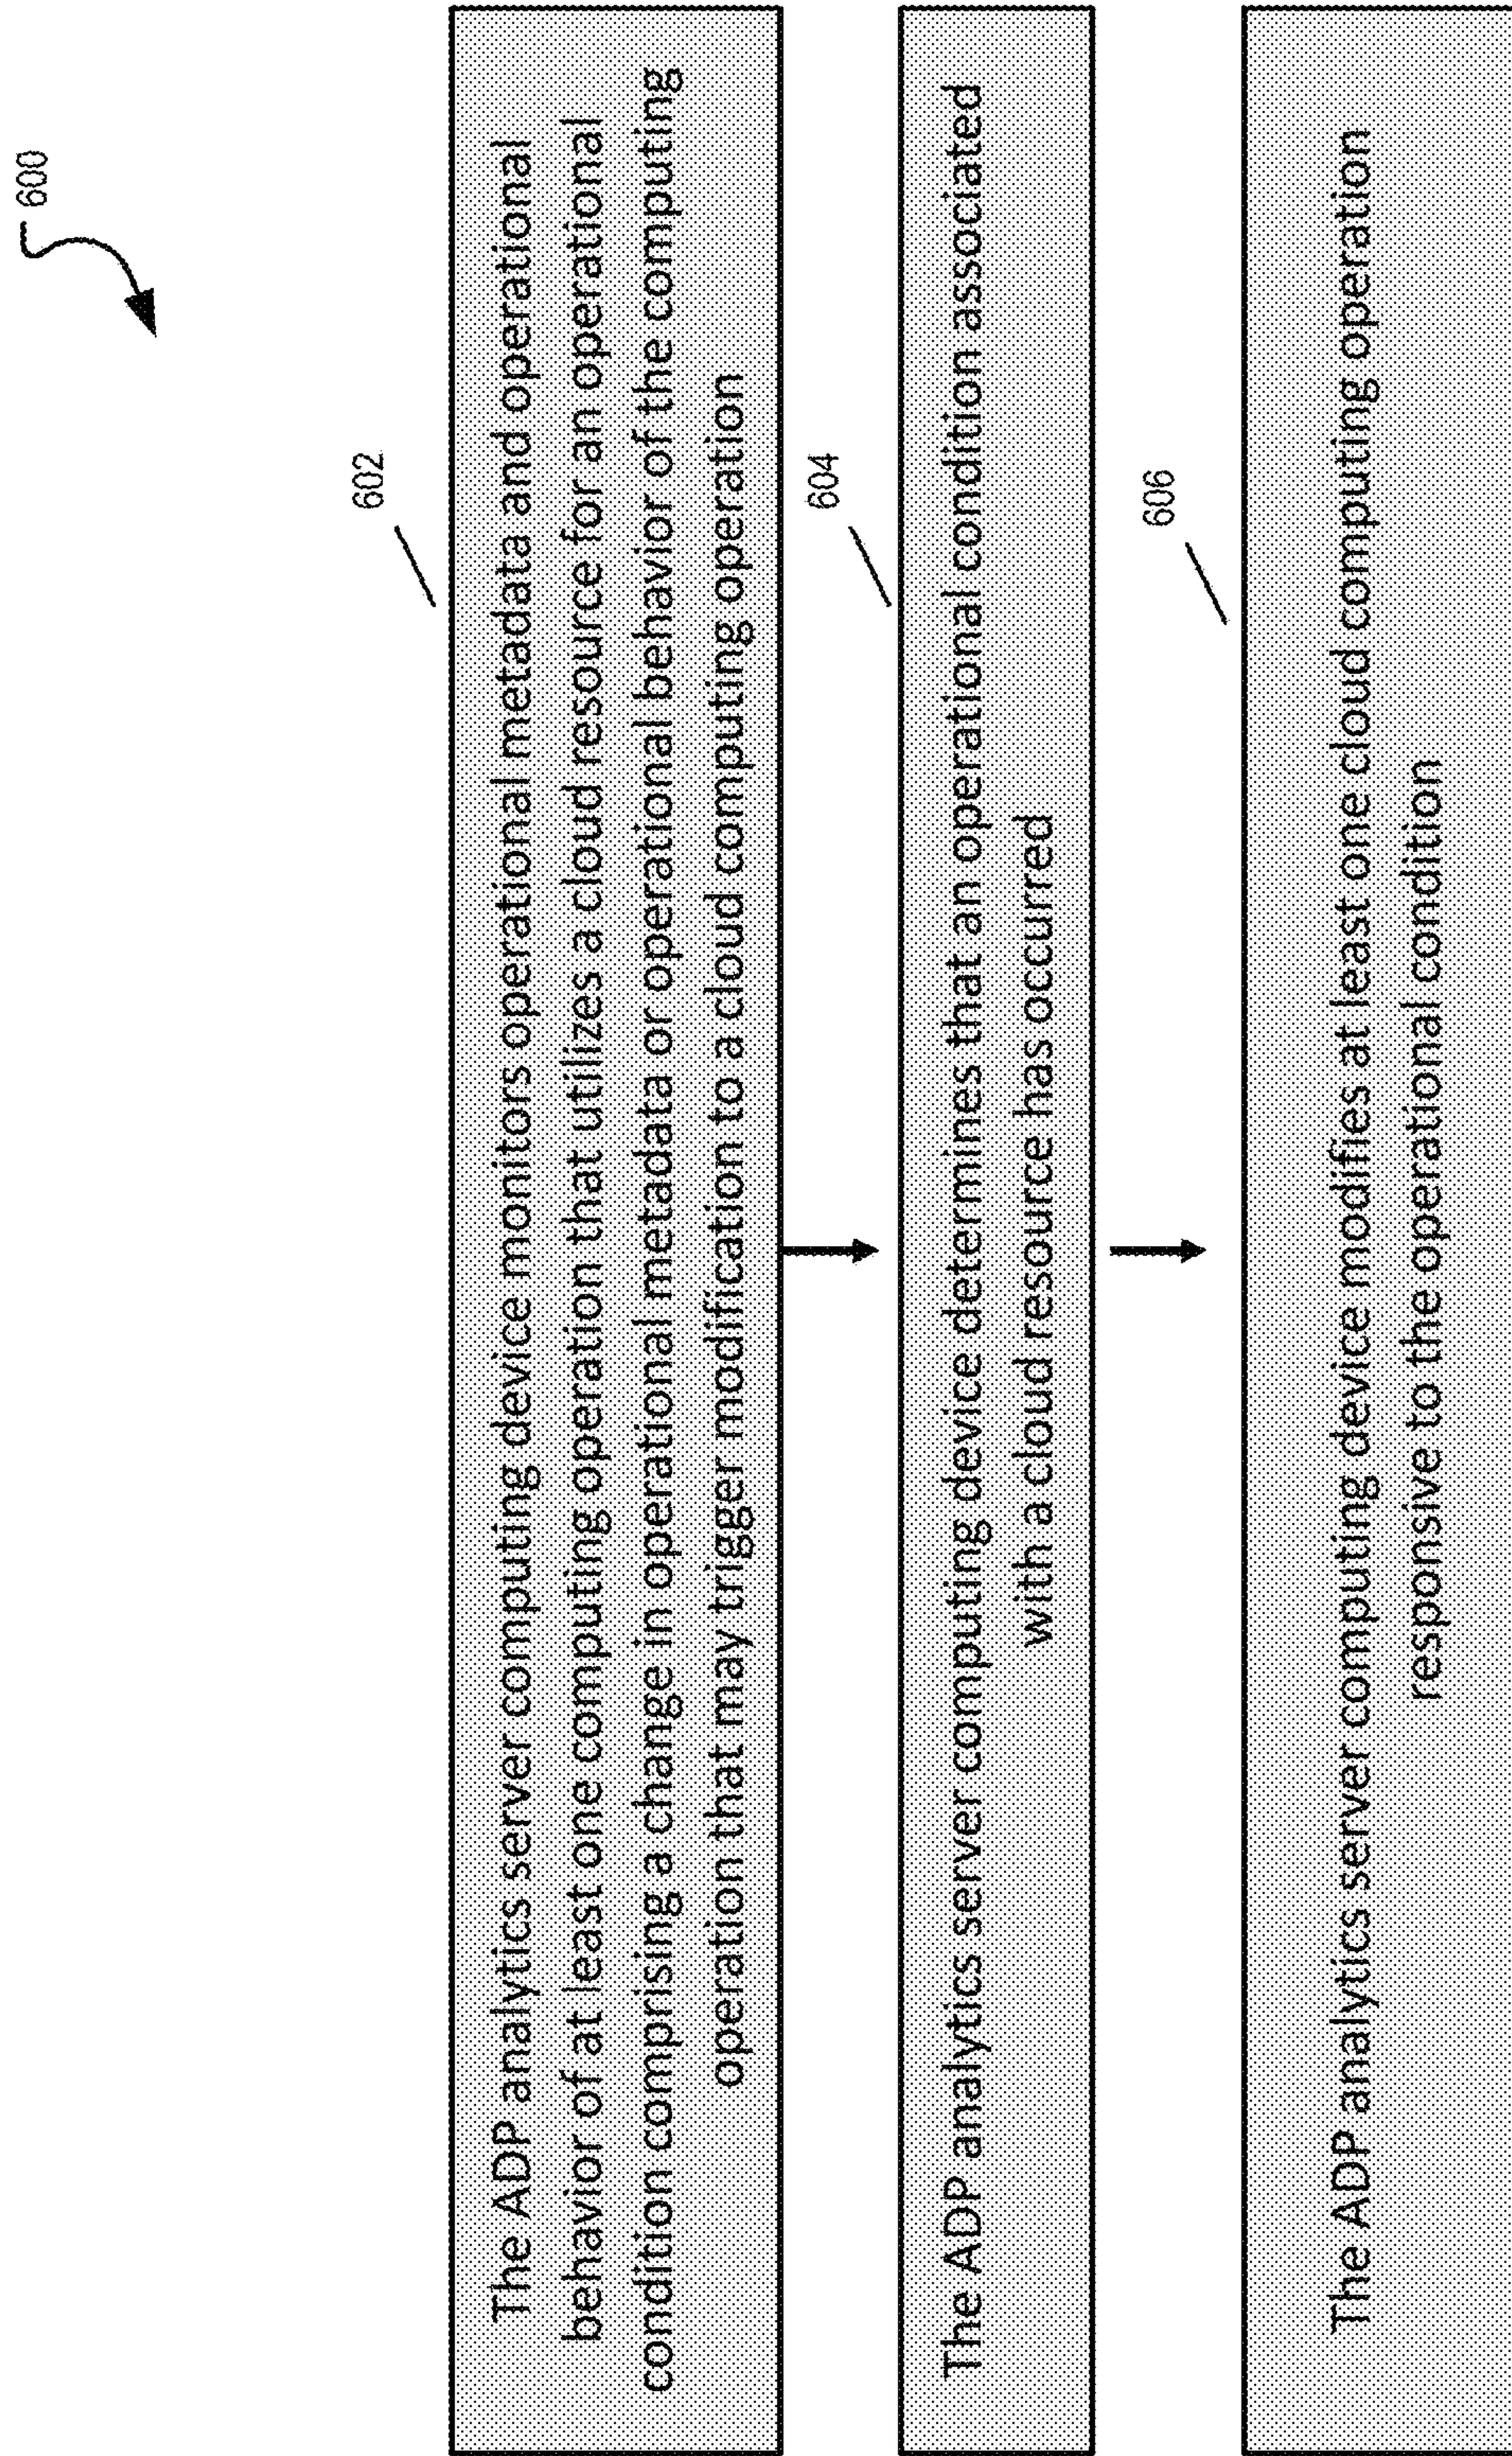 600
602
The ADP analytics server computing device monitors operational metadata and operational
behavior of at least one computing operation that utilizes a cloud resource for an operational
condition comprising a change in operational metadata or operational behavior of the computing
operation that may trigger modification to a cloud computing operation
604
The ADP analytics server computing device determines that an operational condition associated
with a cloud resource has occurred
606
The ADP analytics server computing device modifies at least one cloud computing operation
responsive to the operational condition